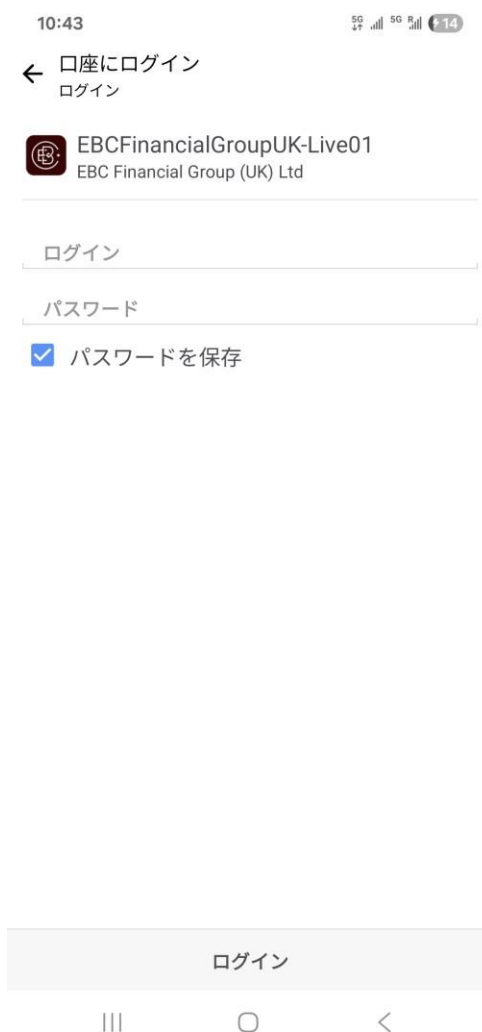 10:43
5G 5G R 14
口座にログイン
ログイン
EBCFinancialGroupUK-Live01
EBC Financial Group (UK) Ltd
ログイン
パスワード
パスワードを保存
ログイン